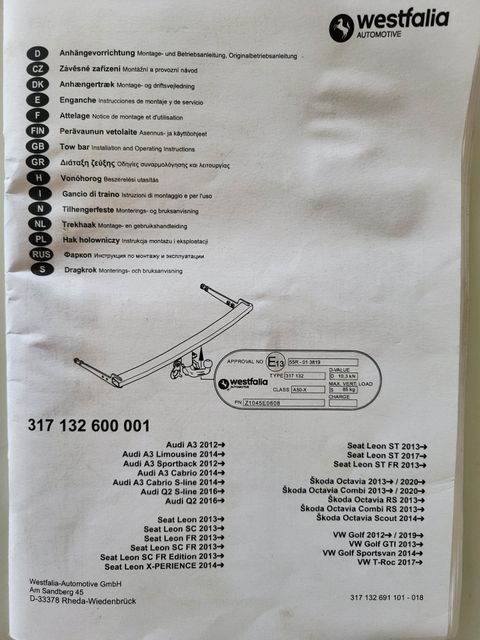 westfalia
AUTOMOTIVE
D Anhängevorrichtung Montage- und Betriebsanleitung, Originalbetriebsanleitung
CZ Závěsné zařízení Montážní a provozní návod
DK Anhængertræk Montage- og driftsvejledning
E Enganche Instrucciones de montaje y de servicio
F Attelage Notice de montage et d'utilisation
FIN Perävaunun vetolaite Asennus- ja käyttöohjeet
GB Tow bar Installation and Operating Instructions
GR Διάταξη ζεύξης Οδηγίες συναρμολόγησης και λειτουργίας
H Vonóhorog Beszerelési utasítás
I Gancio di traino Istruzioni di montaggio e per l'uso
N Tilhengerfeste Monterings- og bruksanvisning
NL Trekhaak Montage- en gebruikshandleiding
PL Hak holowniczy Instrukcja montażu i eksploatacji
RUS Фаркоп Инструкция по монтажу и эксплуатации
S Dragkrok Monterings- och bruksanvisning
westfalia
AUTOMOTIVE
APPROVAL NO E13 55R - 01 3819
TYPE 317 132
D-VALUE
D 10,3 kN
CLASS A50-X
MAX. VERT. LOAD
S 85 kg
PN Z1045E0608
CHARGE
317 132 600 001
Audi A3 2012→
Audi A3 Limousine 2014→
Audi A3 Sportback 2012→
Audi A3 Cabrio 2014→
Audi A3 Cabrio S-line 2014→
Audi Q2 S-line 2016→
Audi Q2 2016→
Seat Leon 2013→
Seat Leon SC 2013→
Seat Leon FR 2013→
Seat Leon SC FR 2013→
Seat Leon SC FR Edition 2013→
Seat Leon X-PERIENCE 2014→
Seat Leon ST 2013→
Seat Leon ST 2017→
Seat Leon ST FR 2013→
Škoda Octavia 2013→ / 2020→
Škoda Octavia Combi 2013→ / 2020→
Škoda Octavia RS 2013→
Škoda Octavia Combi RS 2013→
Škoda Octavia Scout 2014→
VW Golf 2012→ / 2019→
VW Golf GTI 2013→
VW Golf Sportsvan 2014→
VW T-Roc 2017→
Westfalia-Automotive GmbH
Am Sandberg 45
D-33378 Rheda-Wiedenbrück
317 132 691 101 - 018